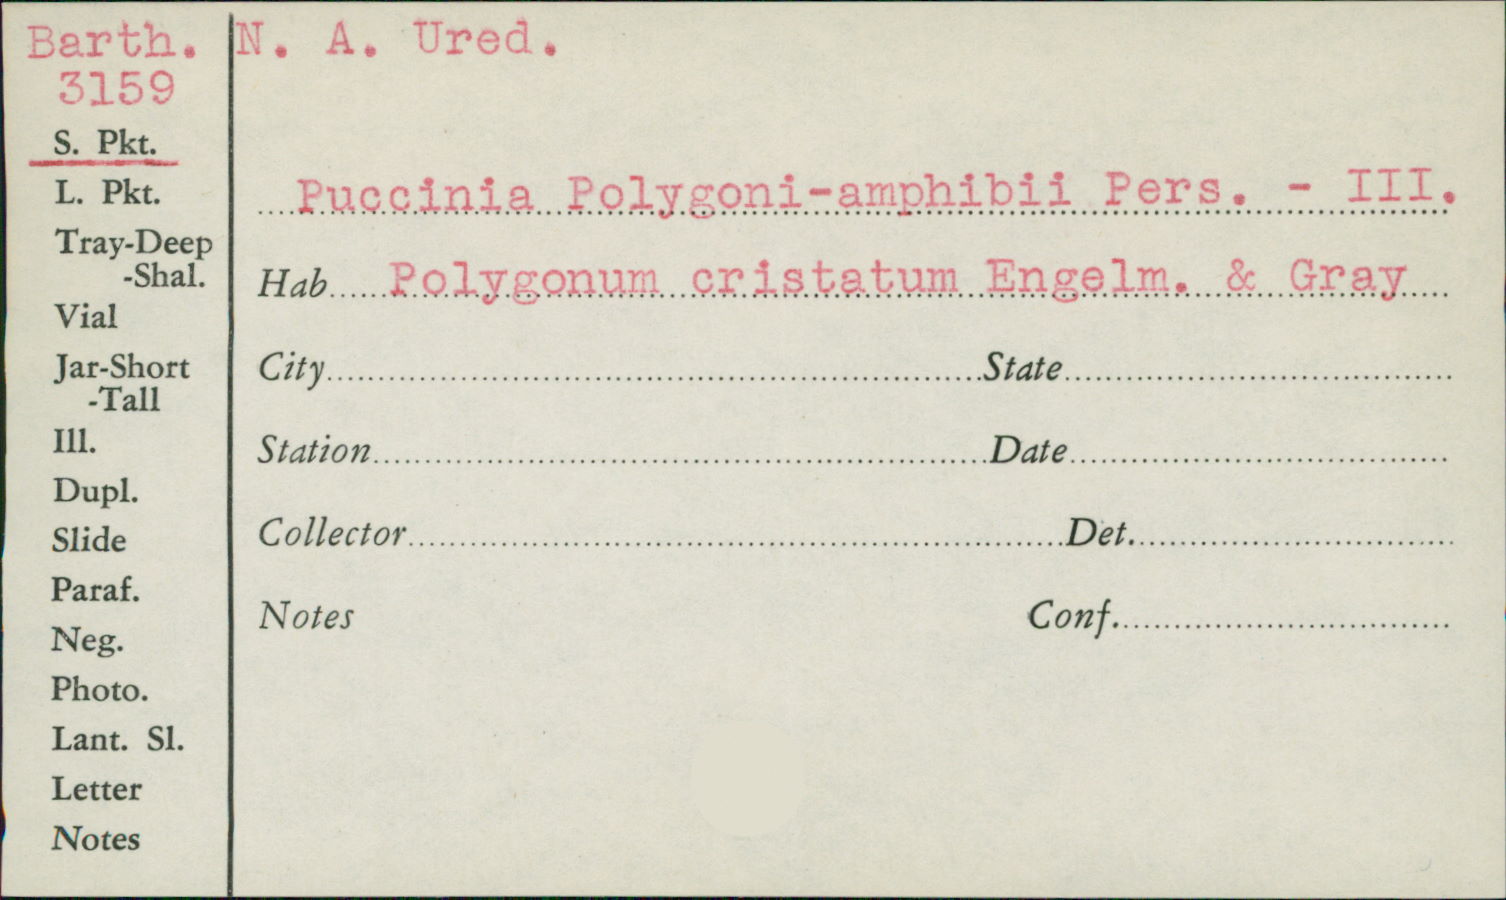 Barth. N. A. Ured.
3159
S. Pkt.
L. Pkt.
Puccinia Polygoni-amphibii Pers. - III.
Tray-Deep
-Shal.
Hab Polygonum cristatum Engelm. & Gray
Vial
Jar-Short
-Tall
City State
Ill.
Station Date
Dupl.
Slide
Collector Det.
Paraf.
Notes Conf.
Neg.
Photo.
Lant. Sl.
Letter
Notes